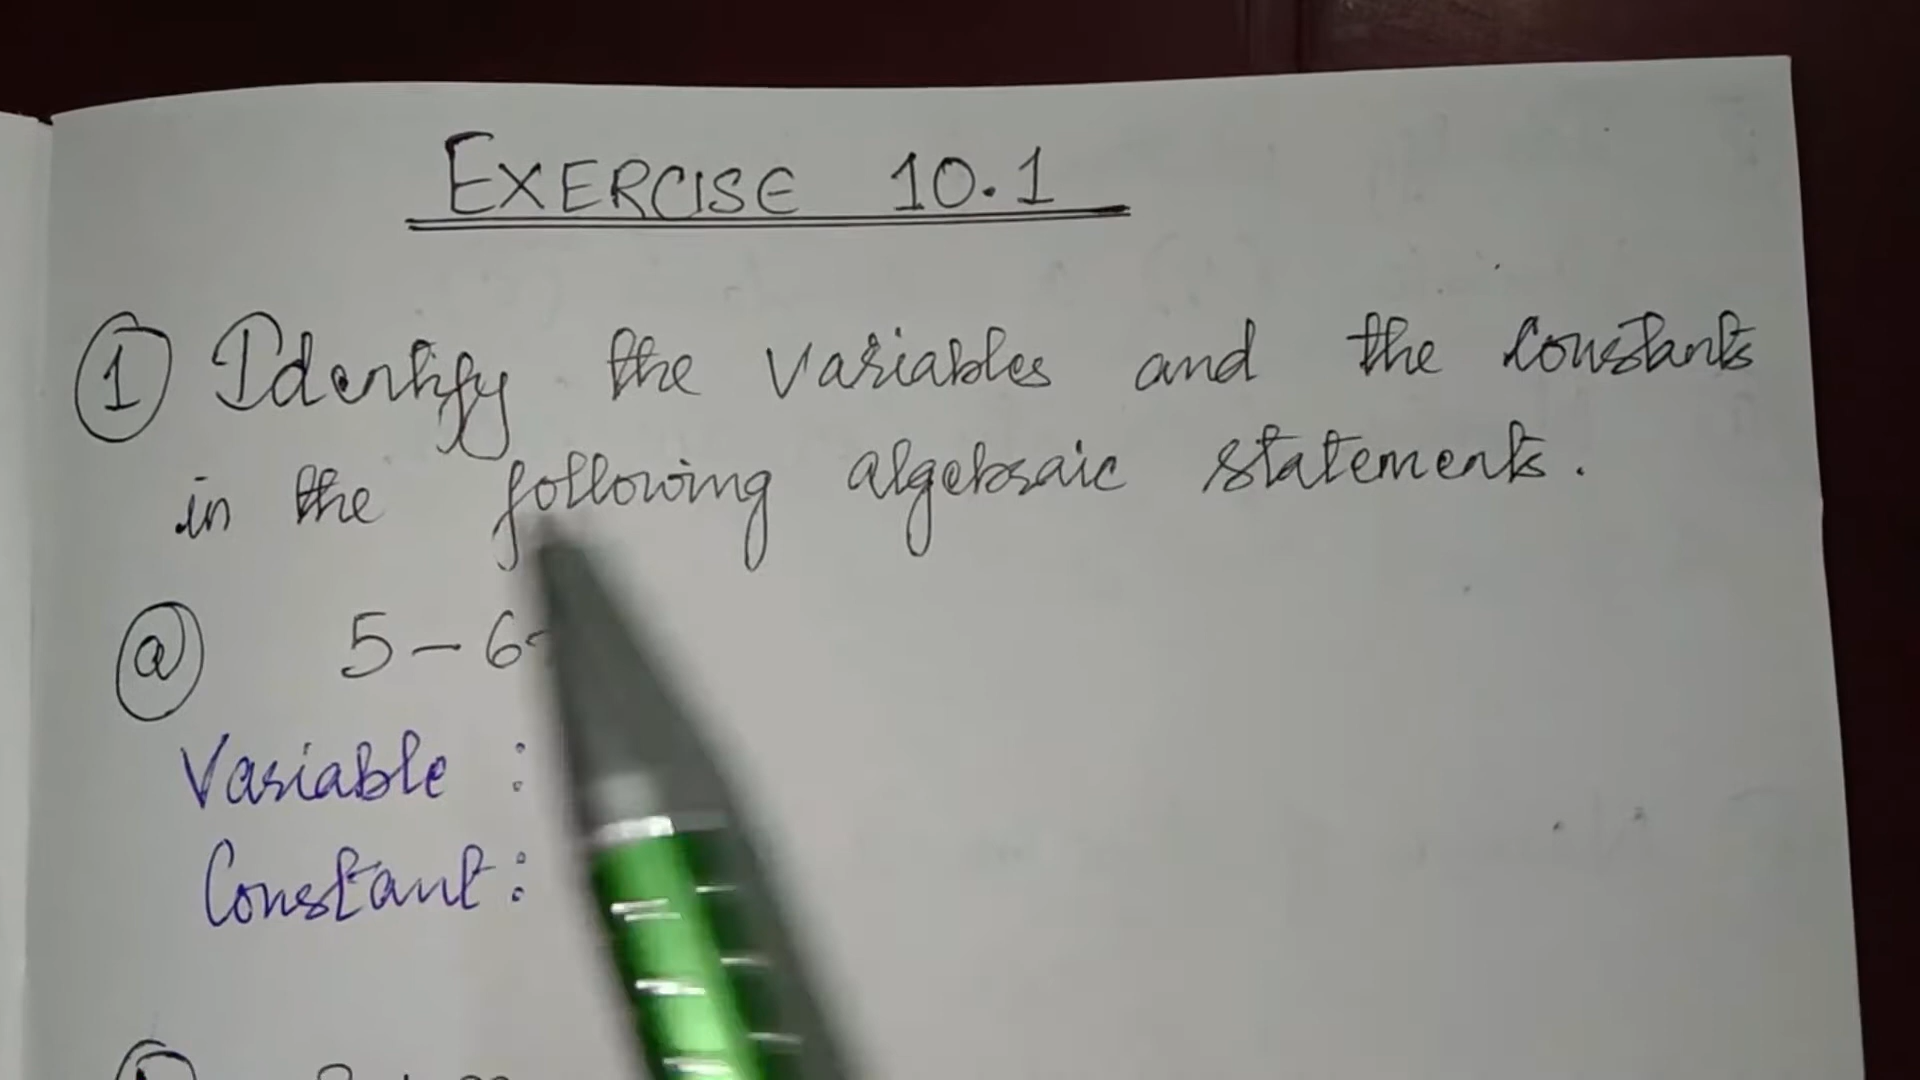 EXERCISE 10.1
① Identify the variables and the constants
in the following algebraic statements.
ⓐ 5 - 6
Variable :
Constant :